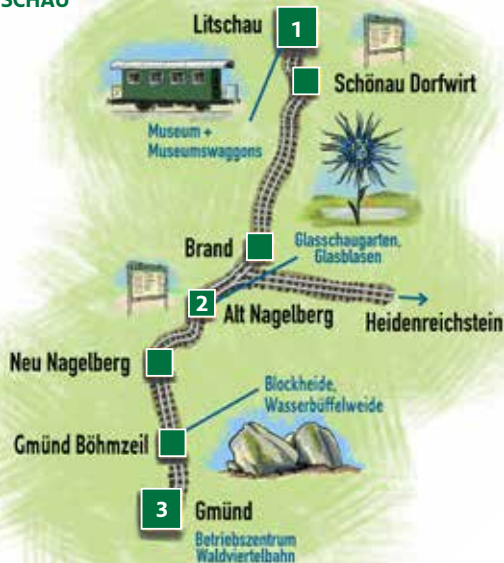 SCHAU
Litschau
1
Schönau Dorfwirt
Museum +
Museumswaggons
Brand
Glasschaugarten,
Glasblasen
2
Alt Nagelberg
Heidenreichstein
Neu Nagelberg
Blockheide,
Wasserbüffelweide
Gmünd Böhmzeil
3
Gmünd
Betriebszentrum
Waldviertelbahn